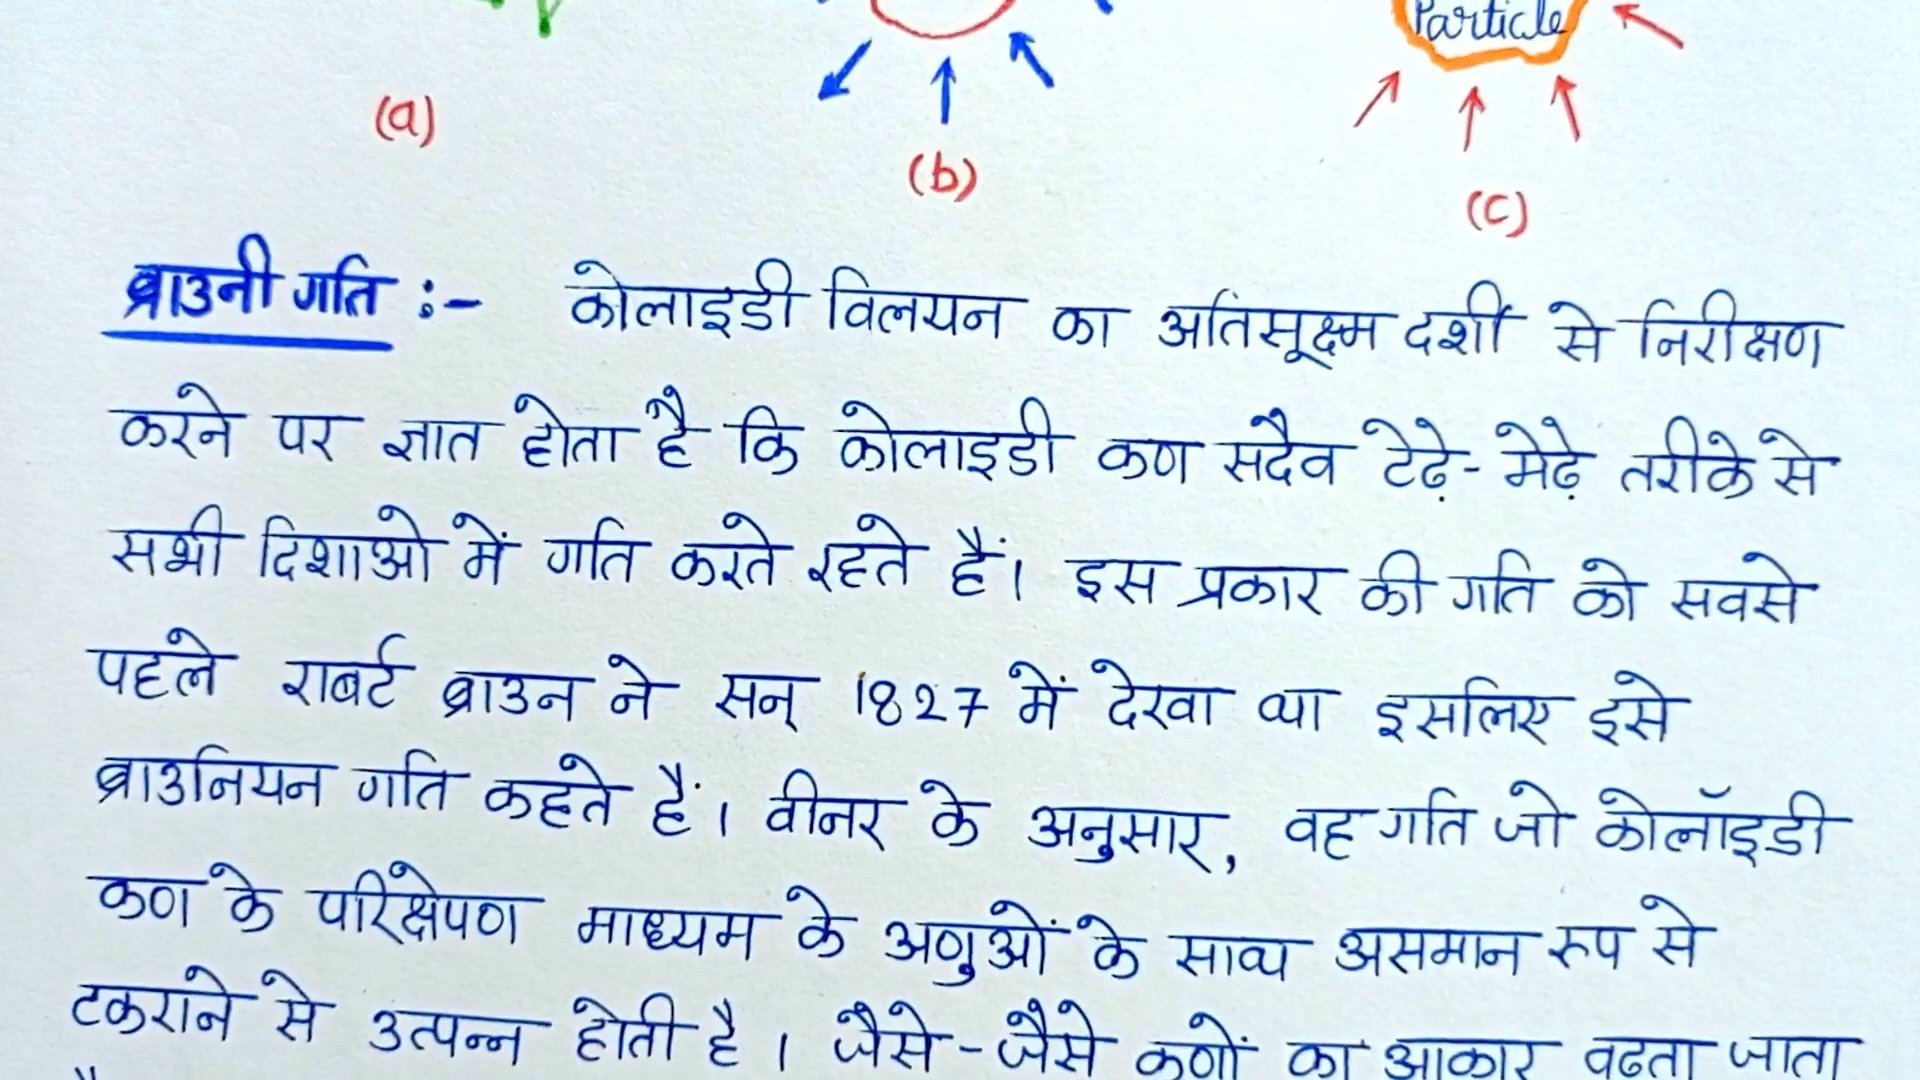 Particle
(a)
(b)
(c)
ब्राउनी गति :- कोलाइडी विलयन का अतिसूक्ष्म दर्शी से निरीक्षण
करने पर ज्ञात होता है कि कोलाइडी कण सदैव टेढ़े-मेढ़े तरीके से
सभी दिशाओ में गति करते रहते हैं। इस प्रकार की गति को सबसे
पहले राबर्ट ब्राउन ने सन् 1827 में देखा था इसलिए इसे
ब्राउनियन गति कहते हैं। वीनर के अनुसार, वह गति जो कोलॉइडी
कण के परिक्षेपण माध्यम के अणुओं के साथ असमान रूप से
टकराने से उत्पन्न होती है। जैसे-जैसे कणों का आकार बढता जाता